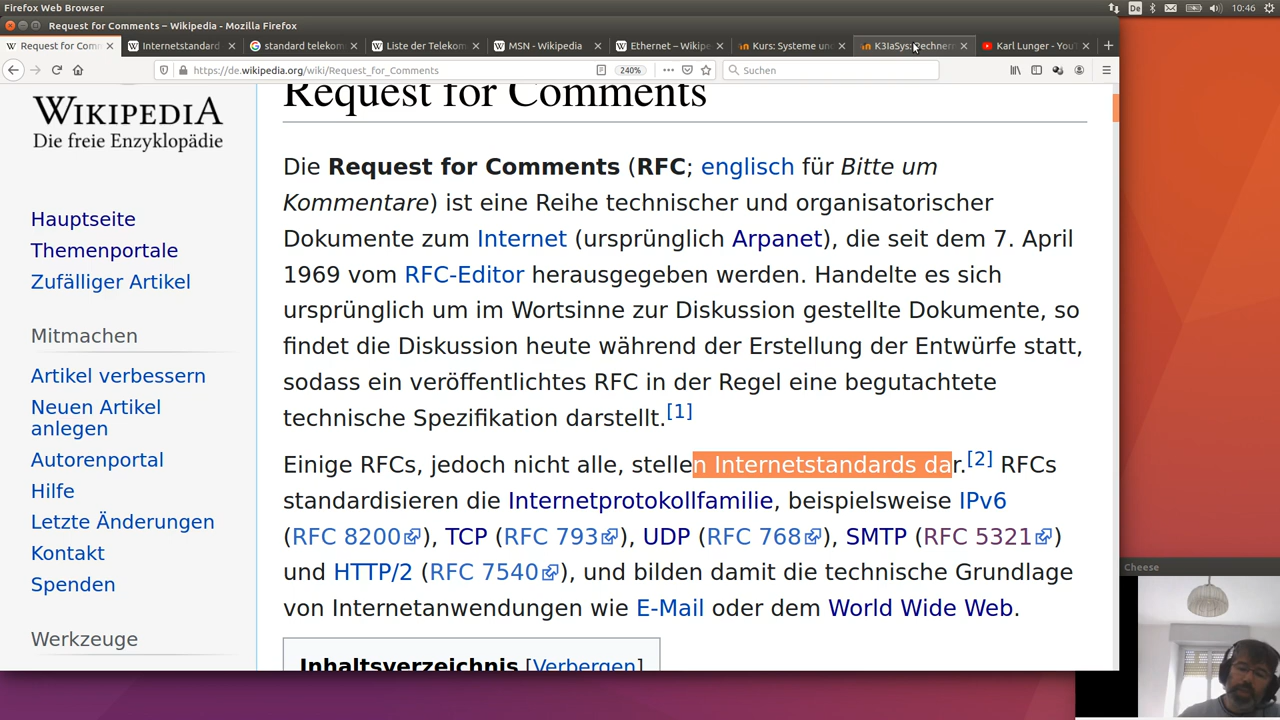 Firefox Web Browser
De
10:46
Request for Comments – Wikipedia - Mozilla Firefox
Request for Comm
Internetstandard
standard telekom
Liste der Telekom
MSN - Wikipedia
Ethernet – Wikipe
Kurs: Systeme und
K3IaSys: Rechner
Karl Lunger - YouT
https://de.wikipedia.org/wiki/Request_for_Comments
240%
Suchen
WIKIPEDIA
Die freie Enzyklopädie
Hauptseite
Themenportale
Zufälliger Artikel
Mitmachen
Artikel verbessern
Neuen Artikel
anlegen
Autorenportal
Hilfe
Letzte Änderungen
Kontakt
Spenden
Werkzeuge
Request for Comments
Die Request for Comments (RFC; englisch für Bitte um
Kommentare) ist eine Reihe technischer und organisatorischer
Dokumente zum Internet (ursprünglich Arpanet), die seit dem 7. April
1969 vom RFC-Editor herausgegeben werden. Handelte es sich
ursprünglich um im Wortsinne zur Diskussion gestellte Dokumente, so
findet die Diskussion heute während der Erstellung der Entwürfe statt,
sodass ein veröffentlichtes RFC in der Regel eine begutachtete
technische Spezifikation darstellt.[1]
Einige RFCs, jedoch nicht alle, stellen Internetstandards dar.[2] RFCs
standardisieren die Internetprotokollfamilie, beispielsweise IPv6
(RFC 8200), TCP (RFC 793), UDP (RFC 768), SMTP (RFC 5321)
und HTTP/2 (RFC 7540), und bilden damit die technische Grundlage
von Internetanwendungen wie E-Mail oder dem World Wide Web.
Inhaltsverzeichnis [Verbergen]
Cheese